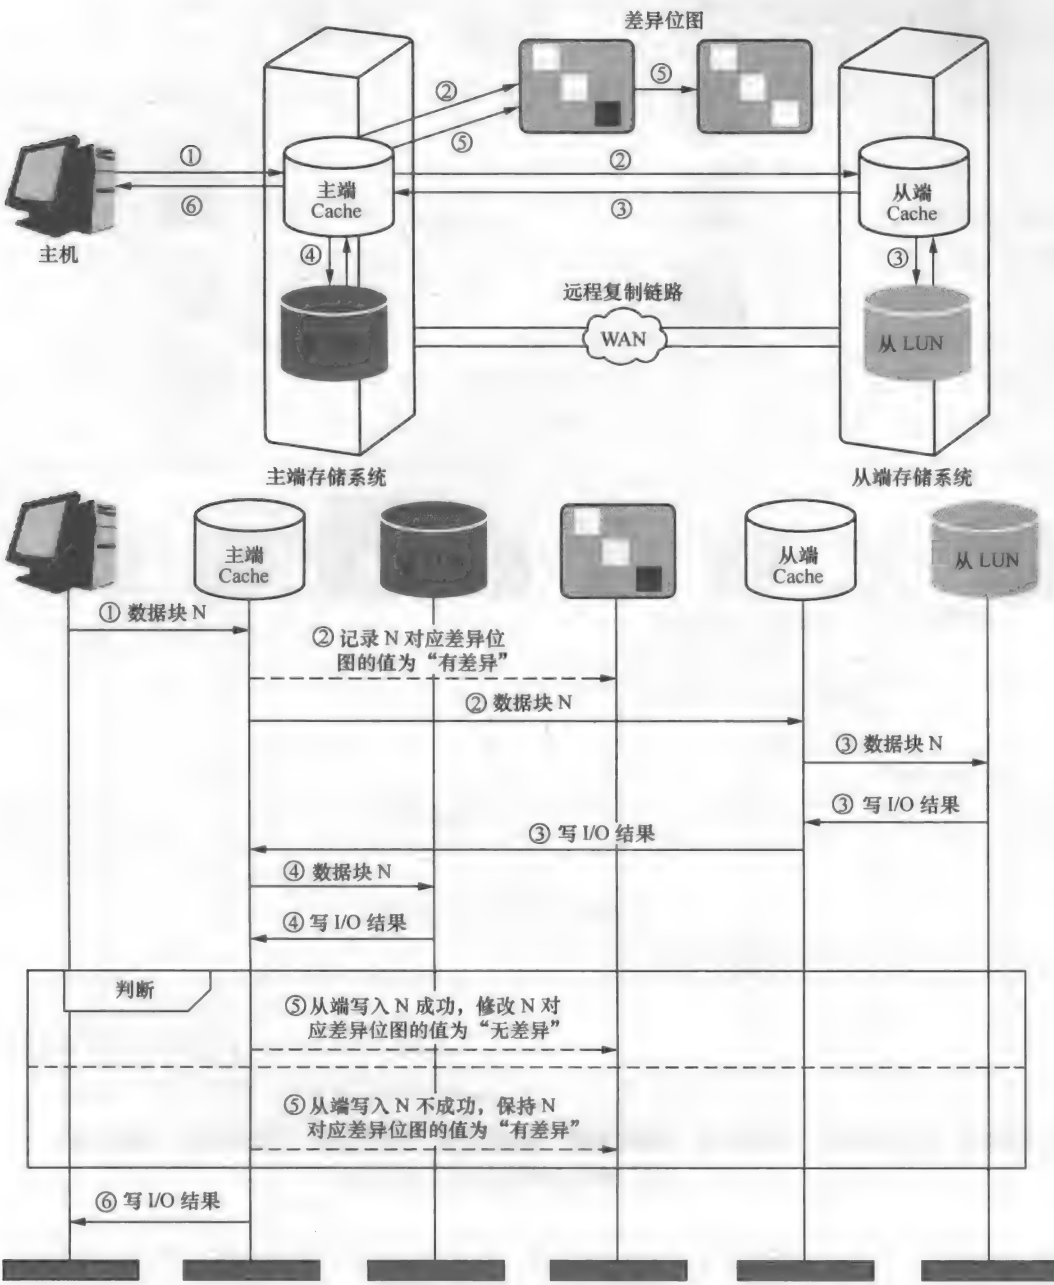 差异位图
②
⑤
⑤
①
②
⑥
③
主端
Cache
从端
Cache
主机
④
③
远程复制链路
WAN
从 LUN
主端存储系统
从端存储系统
主端
Cache
从端
Cache
从 LUN
① 数据块 N
② 记录 N 对应差异位
图的值为“有差异”
② 数据块 N
③ 数据块 N
③ 写 I/O 结果
③ 写 I/O 结果
④ 数据块 N
④ 写 I/O 结果
判断
⑤ 从端写入 N 成功，修改 N 对
应差异位图的值为“无差异”
⑤ 从端写入 N 不成功，保持 N
对应差异位图的值为“有差异”
⑥ 写 I/O 结果